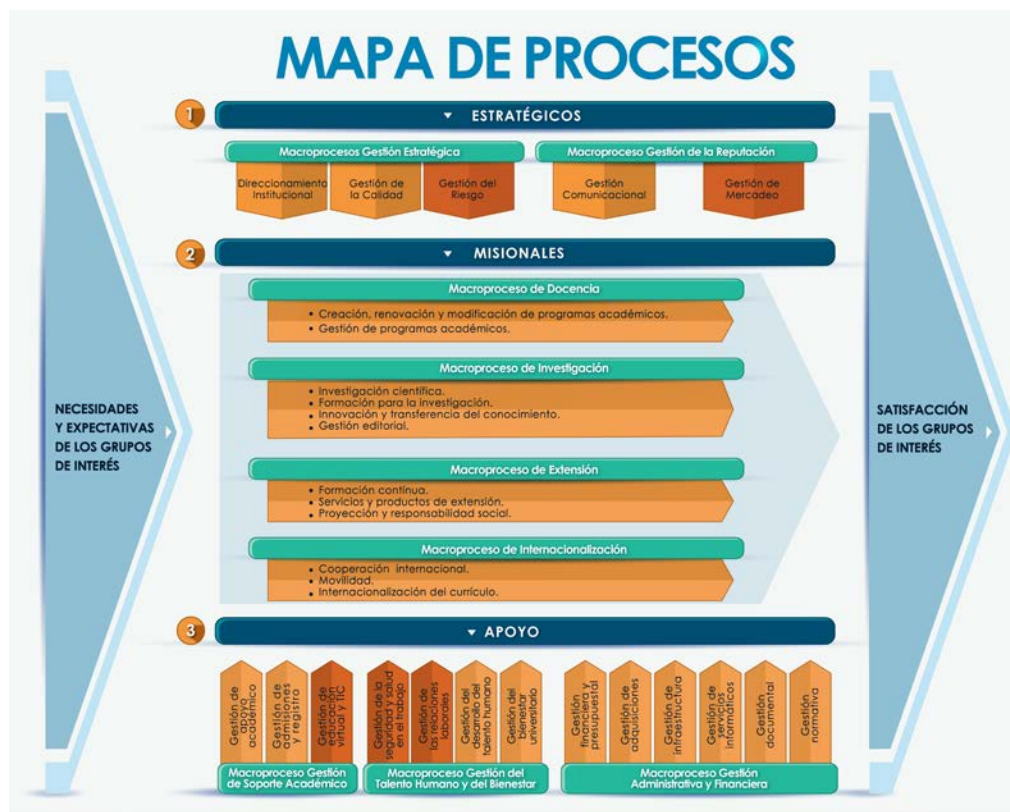 MAPA DE PROCESOS
1
ESTRATÉGICOS
Macroprocesos Gestión Estratégica
Direccionamiento
Institucional
Gestión de
la Calidad
Gestión del
Riesgo
Macroproceso Gestión de la Reputación
Gestión
Comunicacional
Gestión de
Mercadeo
2
MISIONALES
Macroproceso de Docencia
• Creación, renovación y modificación de programas académicos.
• Gestión de programas académicos.
Macroproceso de Investigación
• Investigación científica.
• Formación para la investigación.
• Innovación y transferencia del conocimiento.
• Gestión editorial.
Macroproceso de Extensión
• Formación contínua.
• Servicios y productos de extensión.
• Proyección y responsabilidad social.
Macroproceso de Internacionalización
• Cooperación internacional.
• Movilidad.
• Internacionalización del currículo.
NECESIDADES
Y EXPECTATIVAS
DE LOS GRUPOS
DE INTERÉS
SATISFACCIÓN
DE LOS GRUPOS
DE INTERÉS
3
APOYO
Gestión de
apoyo
académico
Gestión de
admisiones
y registro
Gestión de
educación
virtual y TIC
Macroproceso Gestión
de Soporte Académico
Gestión de la
seguridad y salud
en el trabajo
Gestión de
las relaciones
laborales
Gestión del
desarrollo del
talento humano
Gestión del
bienestar
universitario
Macroproceso Gestión del
Talento Humano y del Bienestar
Gestión
financiera y
presupuestal
Gestión de
adquisiciones
Gestión de
infraestructura
Gestión de
servicios
informáticos
Gestión
documental
Gestión
normativa
Macroproceso Gestión
Administrativa y Financiera